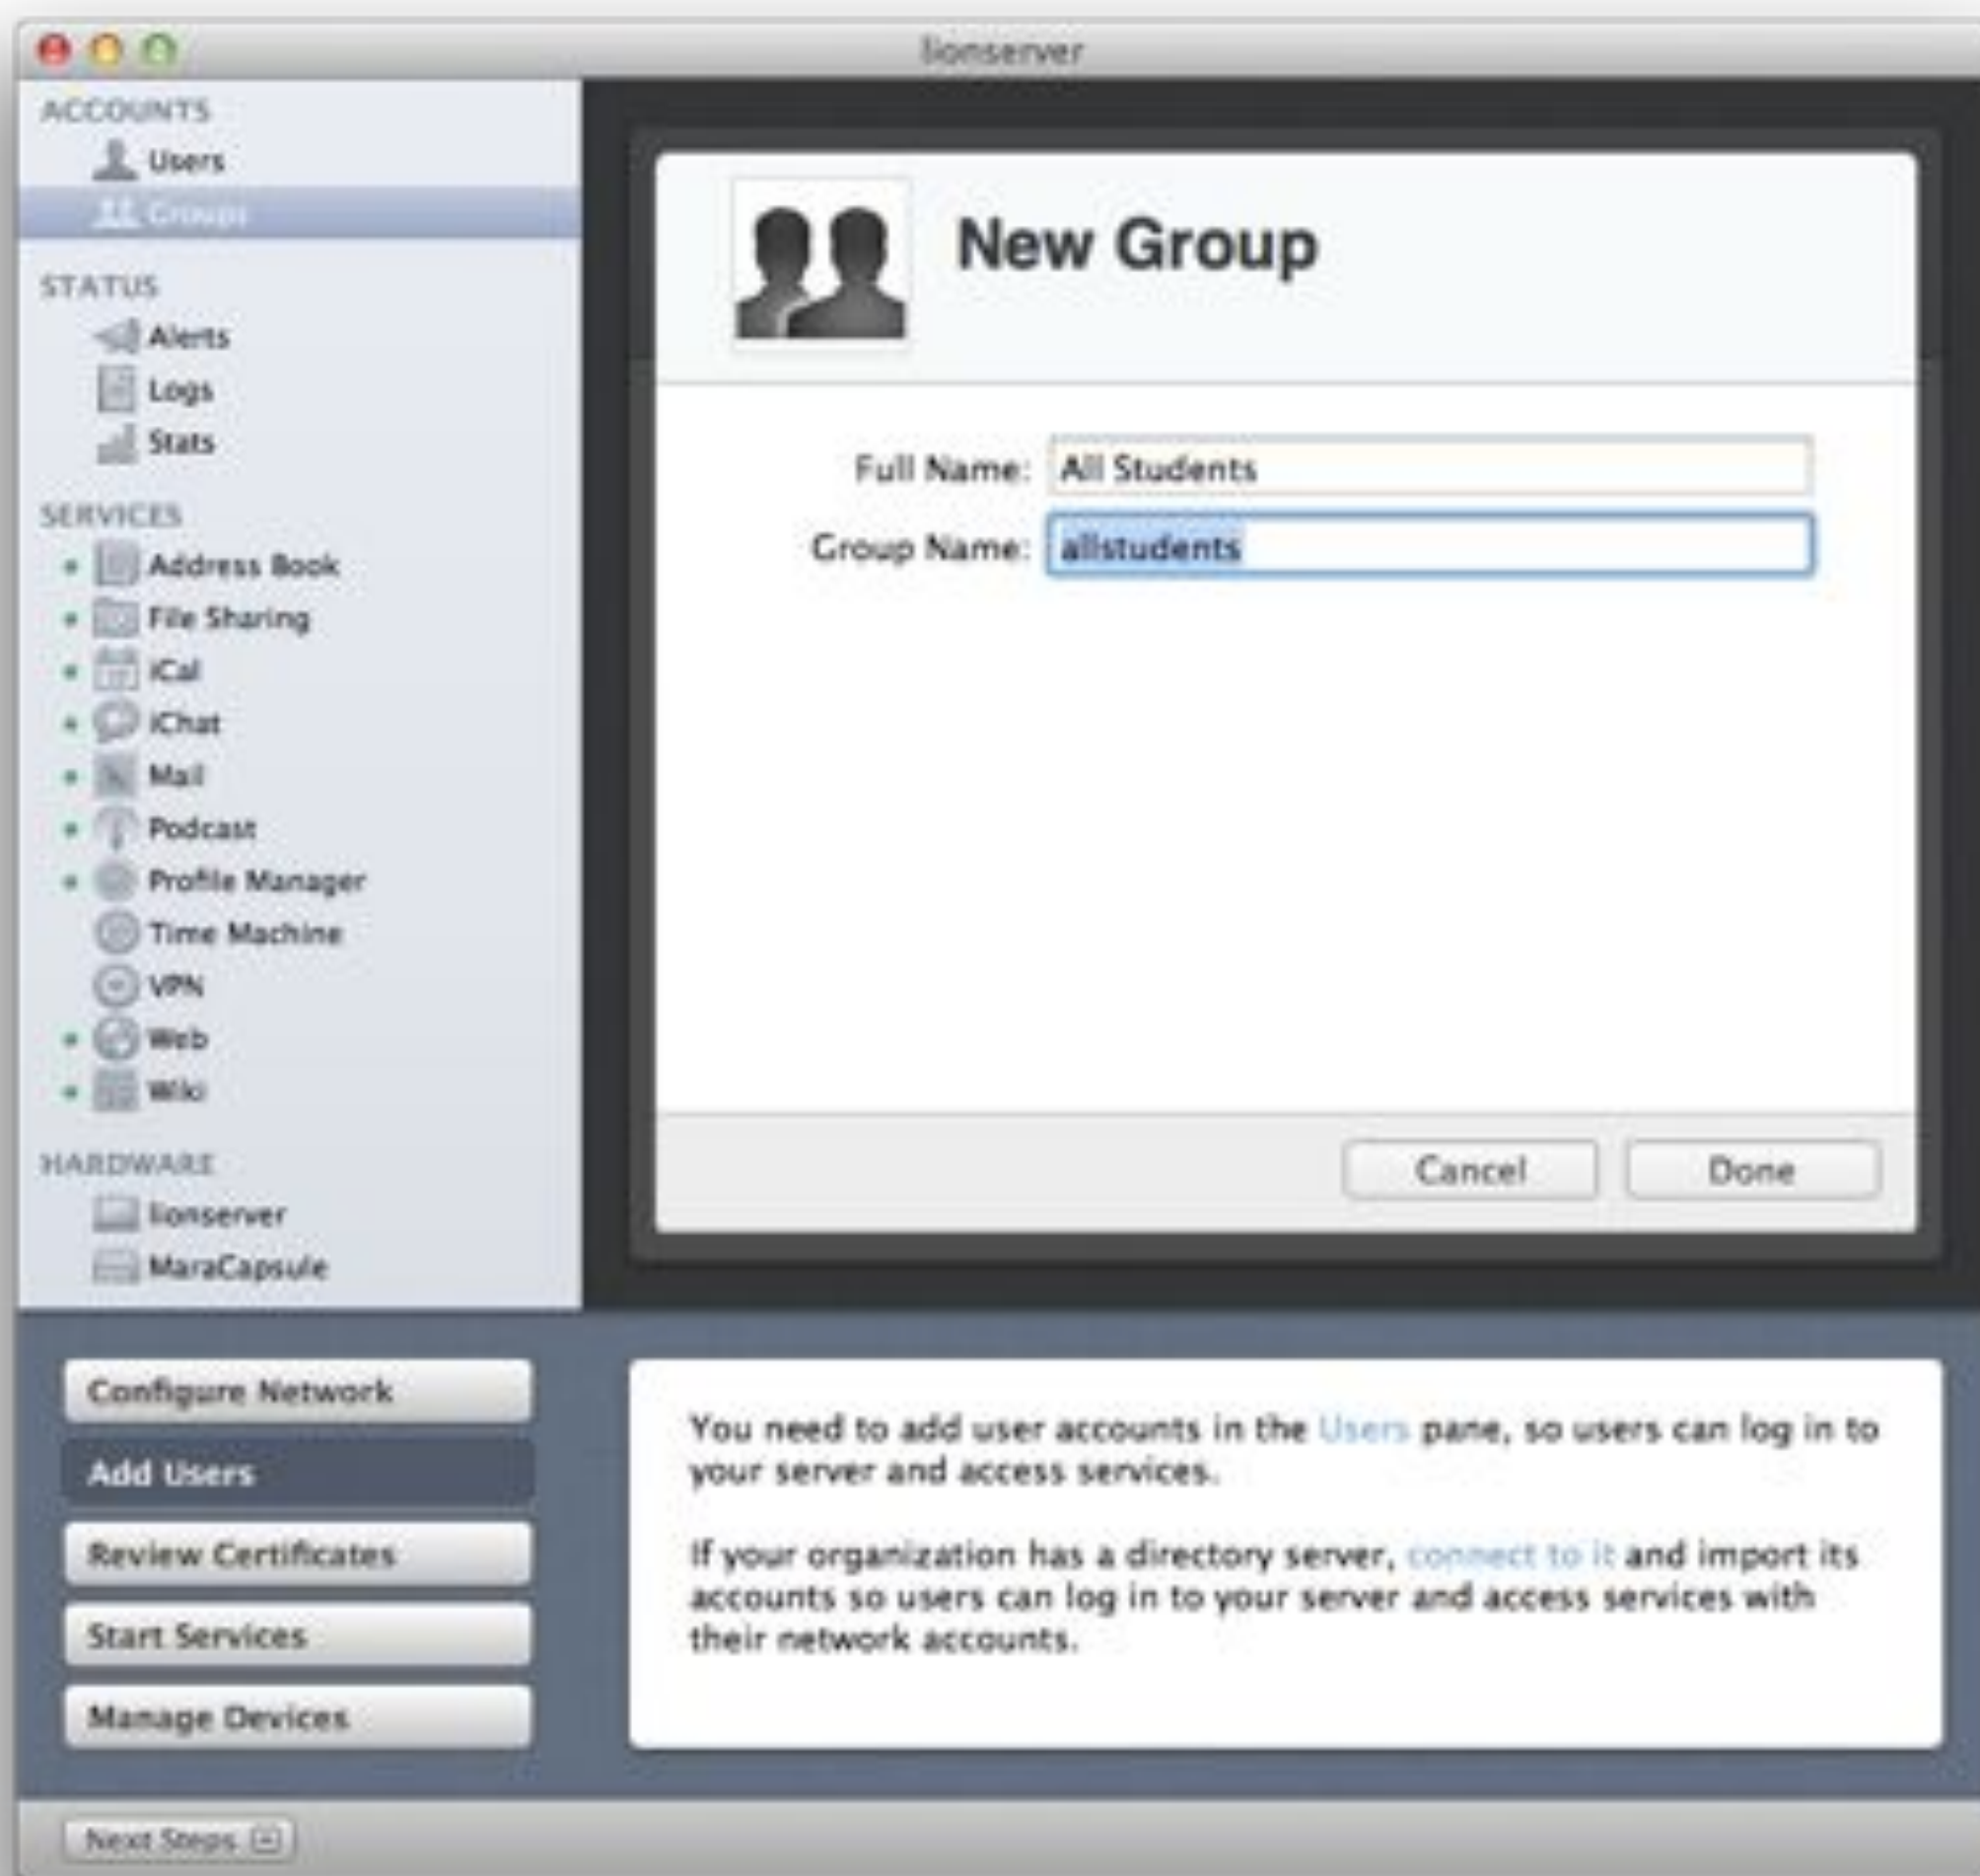 lionserver
ACCOUNTS
Users
Groups
STATUS
Alerts
Logs
Stats
SERVICES
Address Book
File Sharing
iCal
iChat
Mail
Podcast
Profile Manager
Time Machine
VPN
Web
Wiki
HARDWARE
lionserver
MaraCapsule
New Group
Full Name: All Students
Group Name: allstudents
Cancel Done
Configure Network
Add Users
Review Certificates
Start Services
Manage Devices
You need to add user accounts in the Users pane, so users can log in to
your server and access services.
If your organization has a directory server, connect to it and import its
accounts so users can log in to your server and access services with
their network accounts.
Next Steps